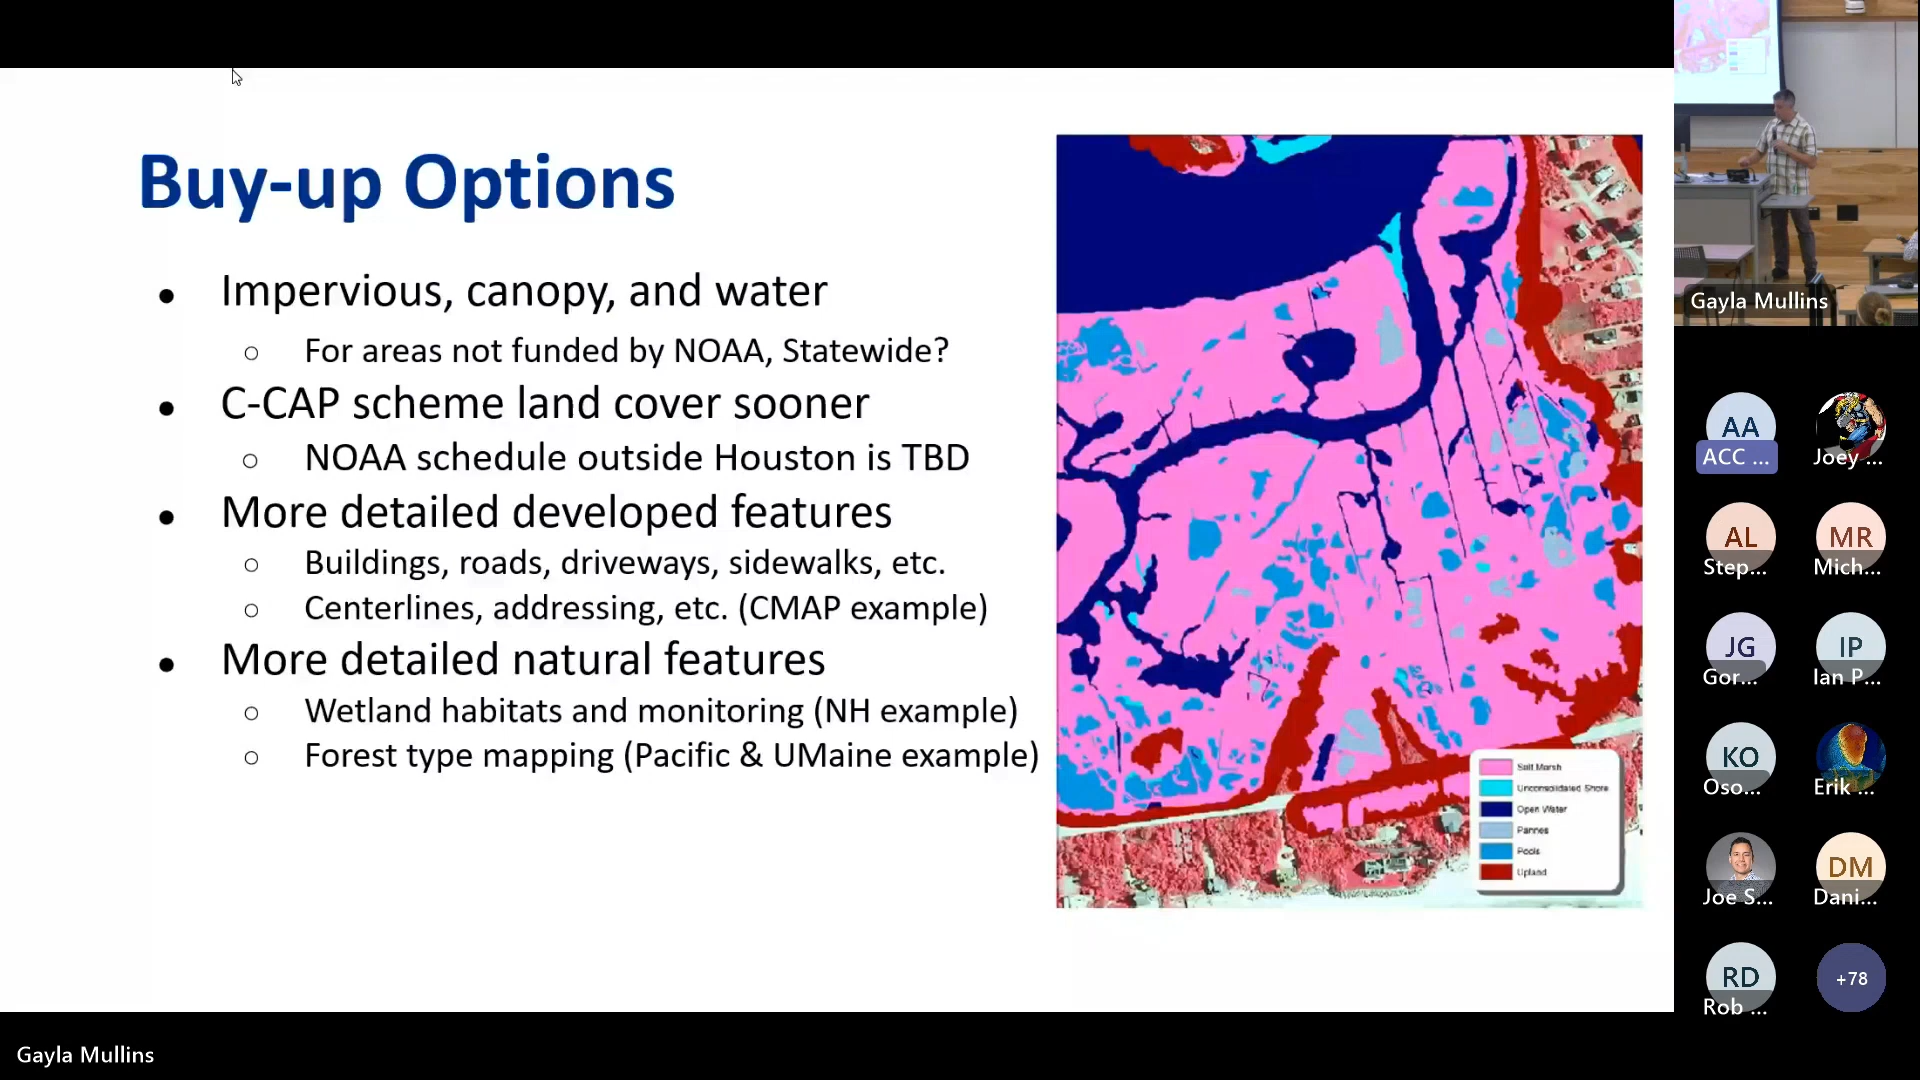 Buy-up Options
Impervious, canopy, and water
For areas not funded by NOAA, Statewide?
C-CAP scheme land cover sooner
NOAA schedule outside Houston is TBD
More detailed developed features
Buildings, roads, driveways, sidewalks, etc.
Centerlines, addressing, etc. (CMAP example)
More detailed natural features
Wetland habitats and monitoring (NH example)
Forest type mapping (Pacific & UMaine example)
Salt Marsh
Unconsolidated Shore
Open Water
Pannes
Pools
Upland
Gayla Mullins
AA
ACC ...
Joey ...
AL
Step...
MR
Mich...
JG
Gor...
IP
Ian P...
KO
Oso...
Erik ...
Joe S...
DM
Dani...
RD
Rob ...
+78
Gayla Mullins